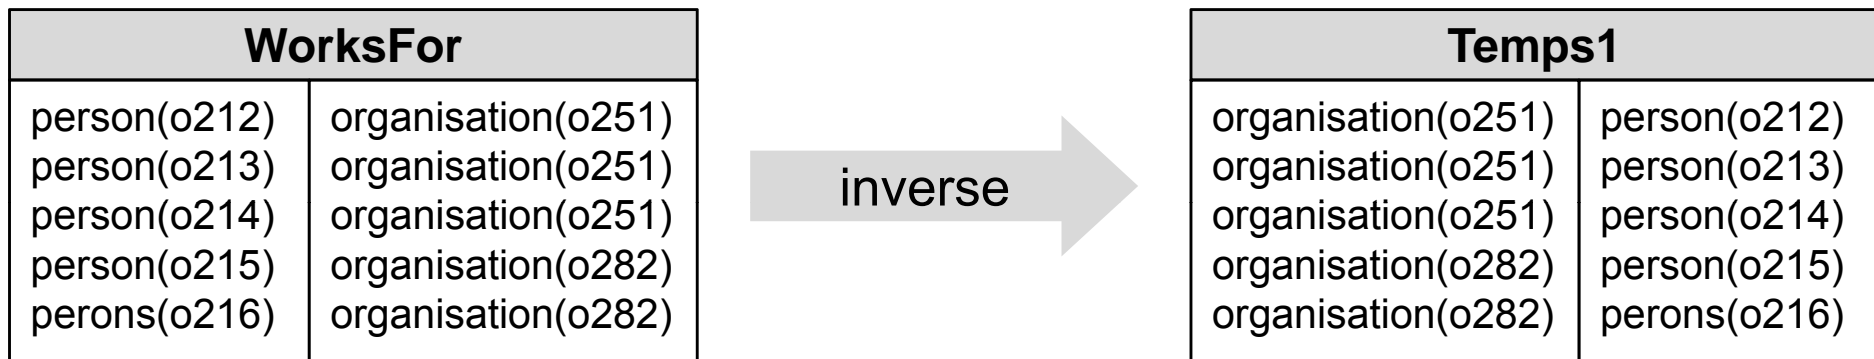 WorksFor
person(o212) organisation(o251)
person(o213) organisation(o251)
person(o214) organisation(o251)
person(o215) organisation(o282)
perons(o216) organisation(o282)
inverse
Temps1
organisation(o251) person(o212)
organisation(o251) person(o213)
organisation(o251) person(o214)
organisation(o282) person(o215)
organisation(o282) perons(o216)